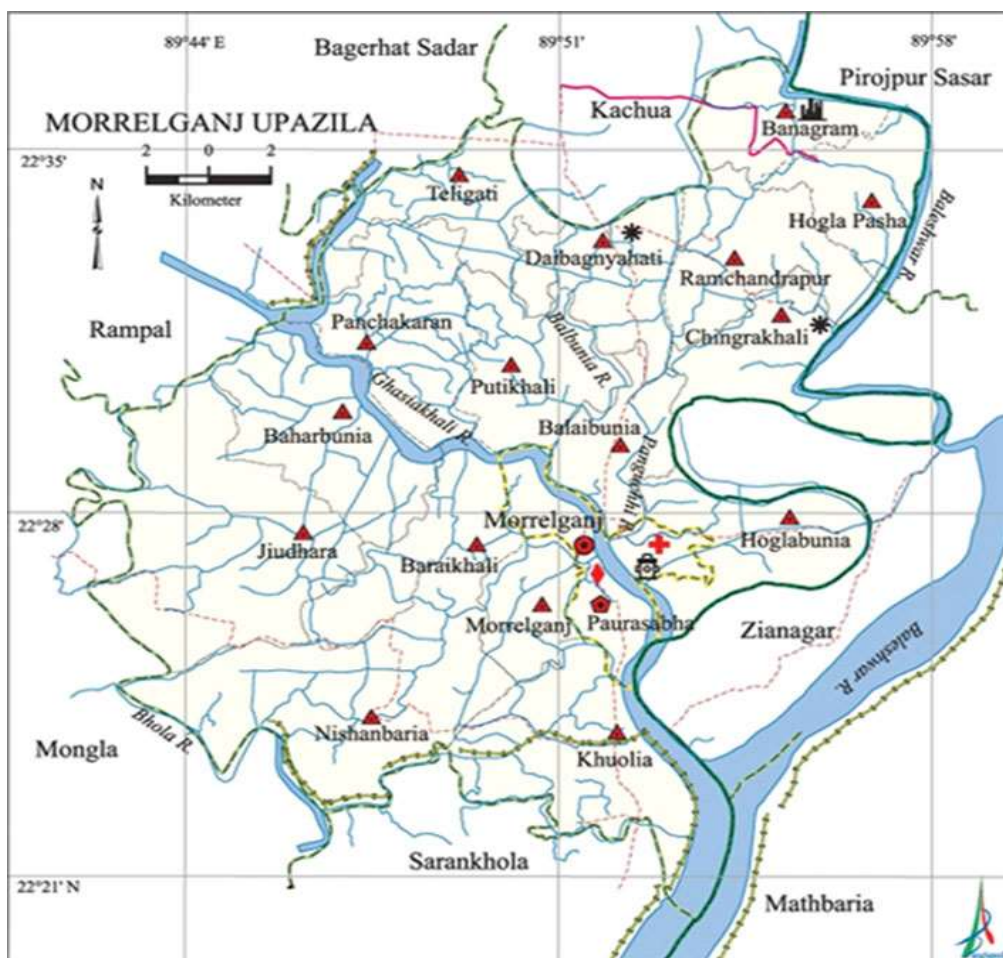 89°44' E
89°51'
89°58'
Bagerhat Sadar
Pirojpur Sasar
Kachua
MORRELGANJ UPAZILA
Banagram
22°35'
2 0 2
Kilometer
N
Teligati
Hogla Pasha
Baleshwar R.
Daibagnyahati
Ramchandrapur
Rampal
Panchakaran
Balbunia R.
Chingrakhali
Putikhali
Ghasiakhali R.
Baharbunia
Balaibunia
Panguchhi R.
22°28'
Morrelganj
Jiudhara
Baraikhali
Hoglabunia
Morrelganj
Paurasabha
Zianagar
Baleshwar R.
Bhola R.
Mongla
Nishanbaria
Khuolia
Sarankhola
22°21' N
Mathbaria